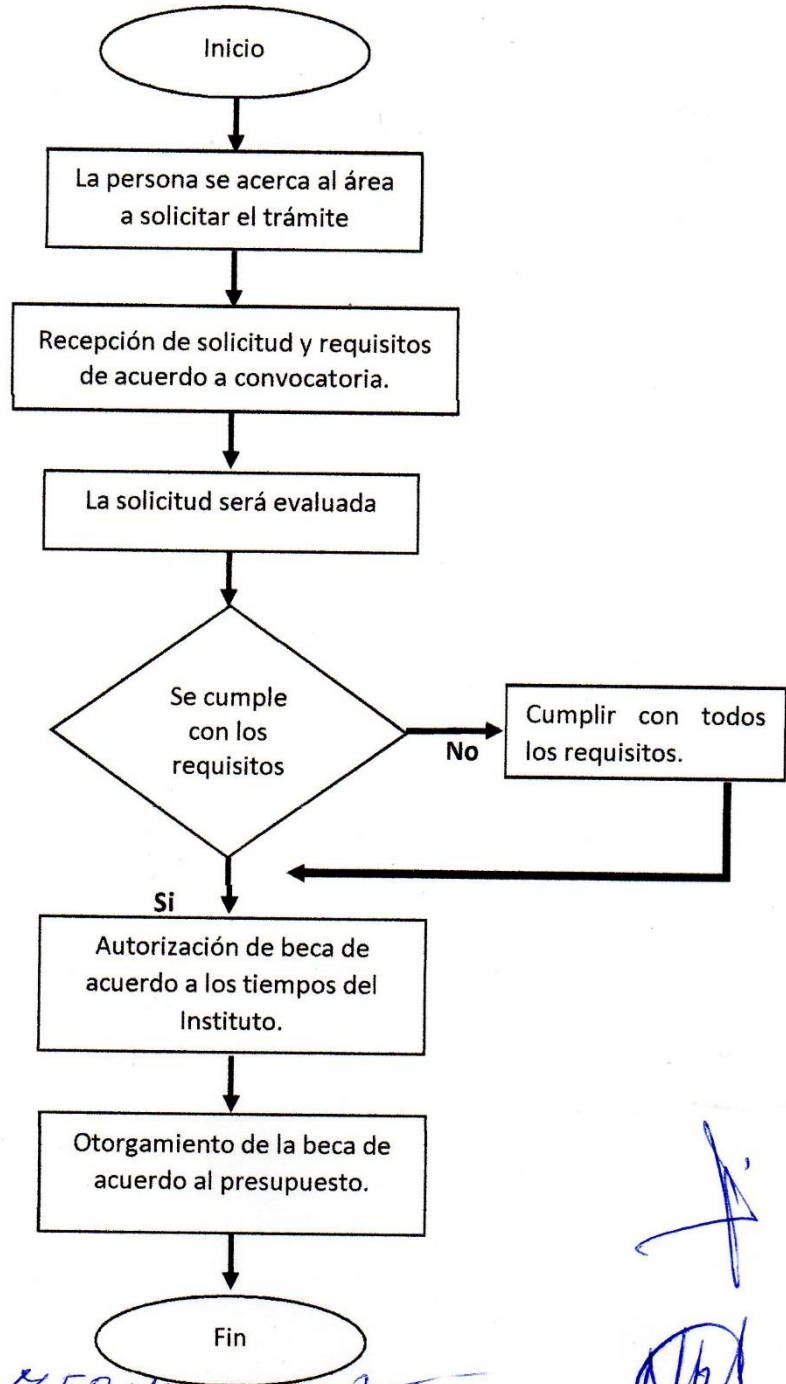 Inicio
La persona se acerca al área
a solicitar el trámite
Recepción de solicitud y requisitos
de acuerdo a convocatoria.
La solicitud será evaluada
Se cumple
con los
requisitos
No
Cumplir con todos
los requisitos.
Si
Autorización de beca de
acuerdo a los tiempos del
Instituto.
Otorgamiento de la beca de
acuerdo al presupuesto.
Fin